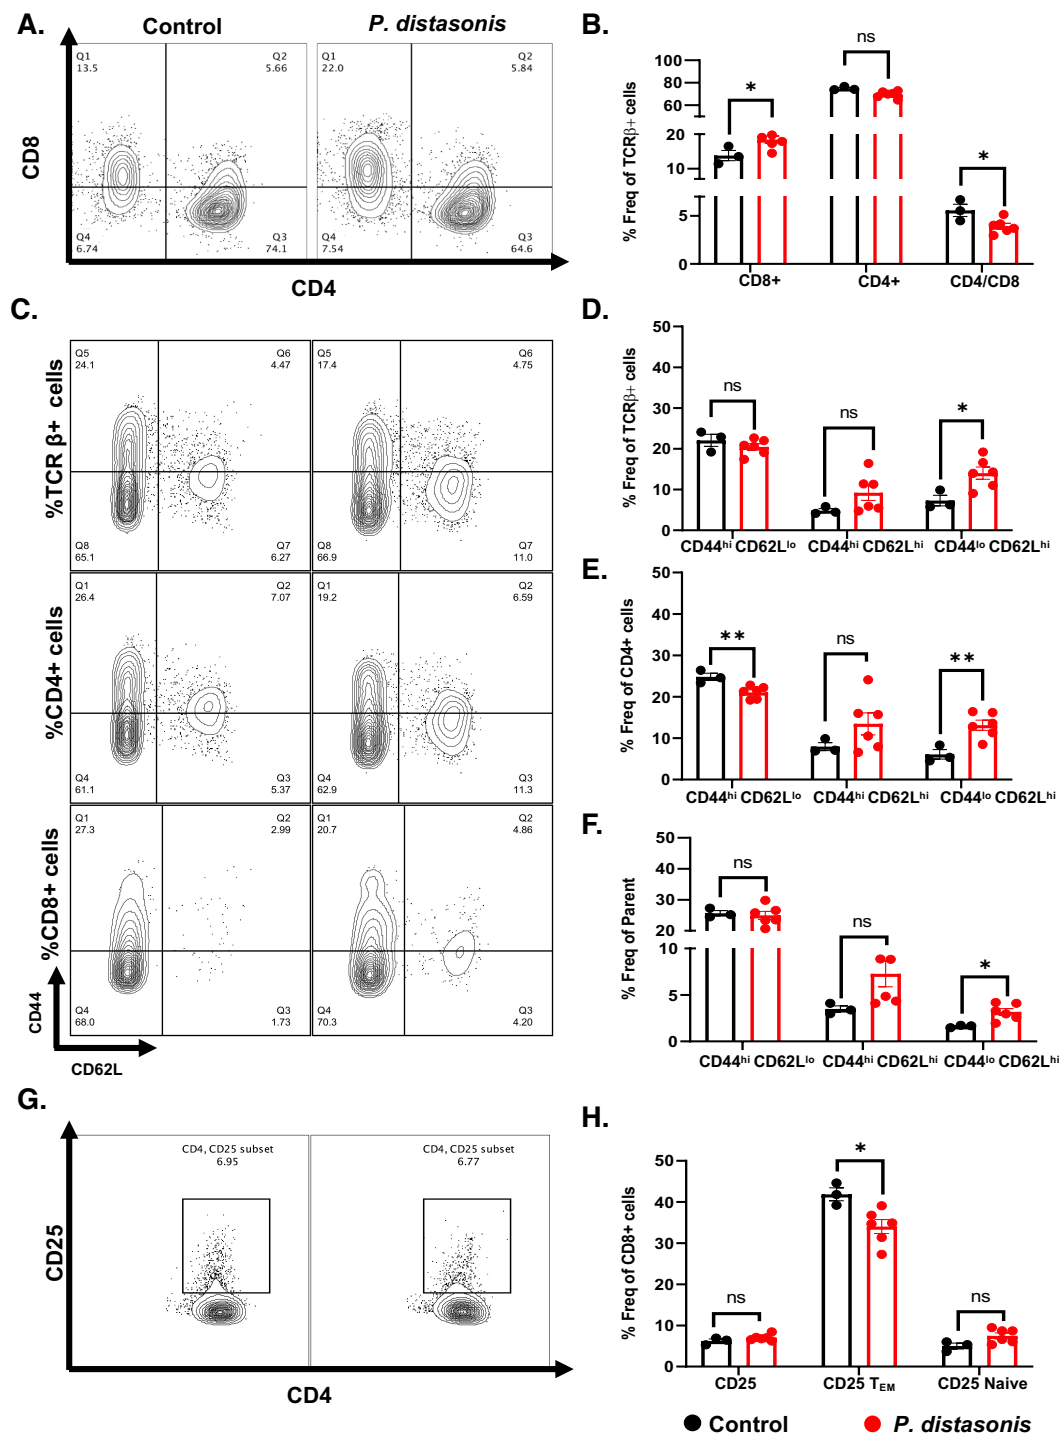 A.
Control
P. distasonis
Q1
13.5
Q2
5.66
Q1
22.0
Q2
5.84
CD8
Q4
6.74
Q3
74.1
Q4
7.54
Q3
64.6
CD4
B.
% Freq of TCRβ+ cells
100
80
60
20
10
5
0
*
ns
*
CD8+
CD4+
CD4/CD8
C.
%TCR β+ cells
Q5
24.1
Q6
4.47
Q5
17.4
Q6
4.75
Q8
65.1
Q7
6.27
Q8
66.9
Q7
11.0
%CD4+ cells
Q1
26.4
Q2
7.07
Q1
19.2
Q2
6.59
Q4
61.1
Q3
5.37
Q4
62.9
Q3
11.3
%CD8+ cells
Q1
27.3
Q2
2.99
Q1
20.7
Q2
4.86
Q4
68.0
Q3
1.73
Q4
70.3
Q3
4.20
CD44
CD62L
D.
% Freq of TCRβ+ cells
50
40
30
20
10
0
ns
ns
*
CD44hi CD62Llo
CD44hi CD62Lhi
CD44lo CD62Lhi
E.
% Freq of CD4+ cells
50
40
30
20
10
0
**
ns
**
CD44hi CD62Llo
CD44hi CD62Lhi
CD44lo CD62Lhi
F.
% Freq of Parent
50
40
30
20
10
5
0
ns
ns
*
CD44hi CD62Llo
CD44hi CD62Lhi
CD44lo CD62Lhi
G.
CD4, CD25 subset
6.95
CD4, CD25 subset
6.77
CD25
CD4
H.
% Freq of CD8+ cells
50
40
30
20
10
0
ns
*
ns
CD25
CD25 TEM
CD25 Naive
Control
P. distasonis